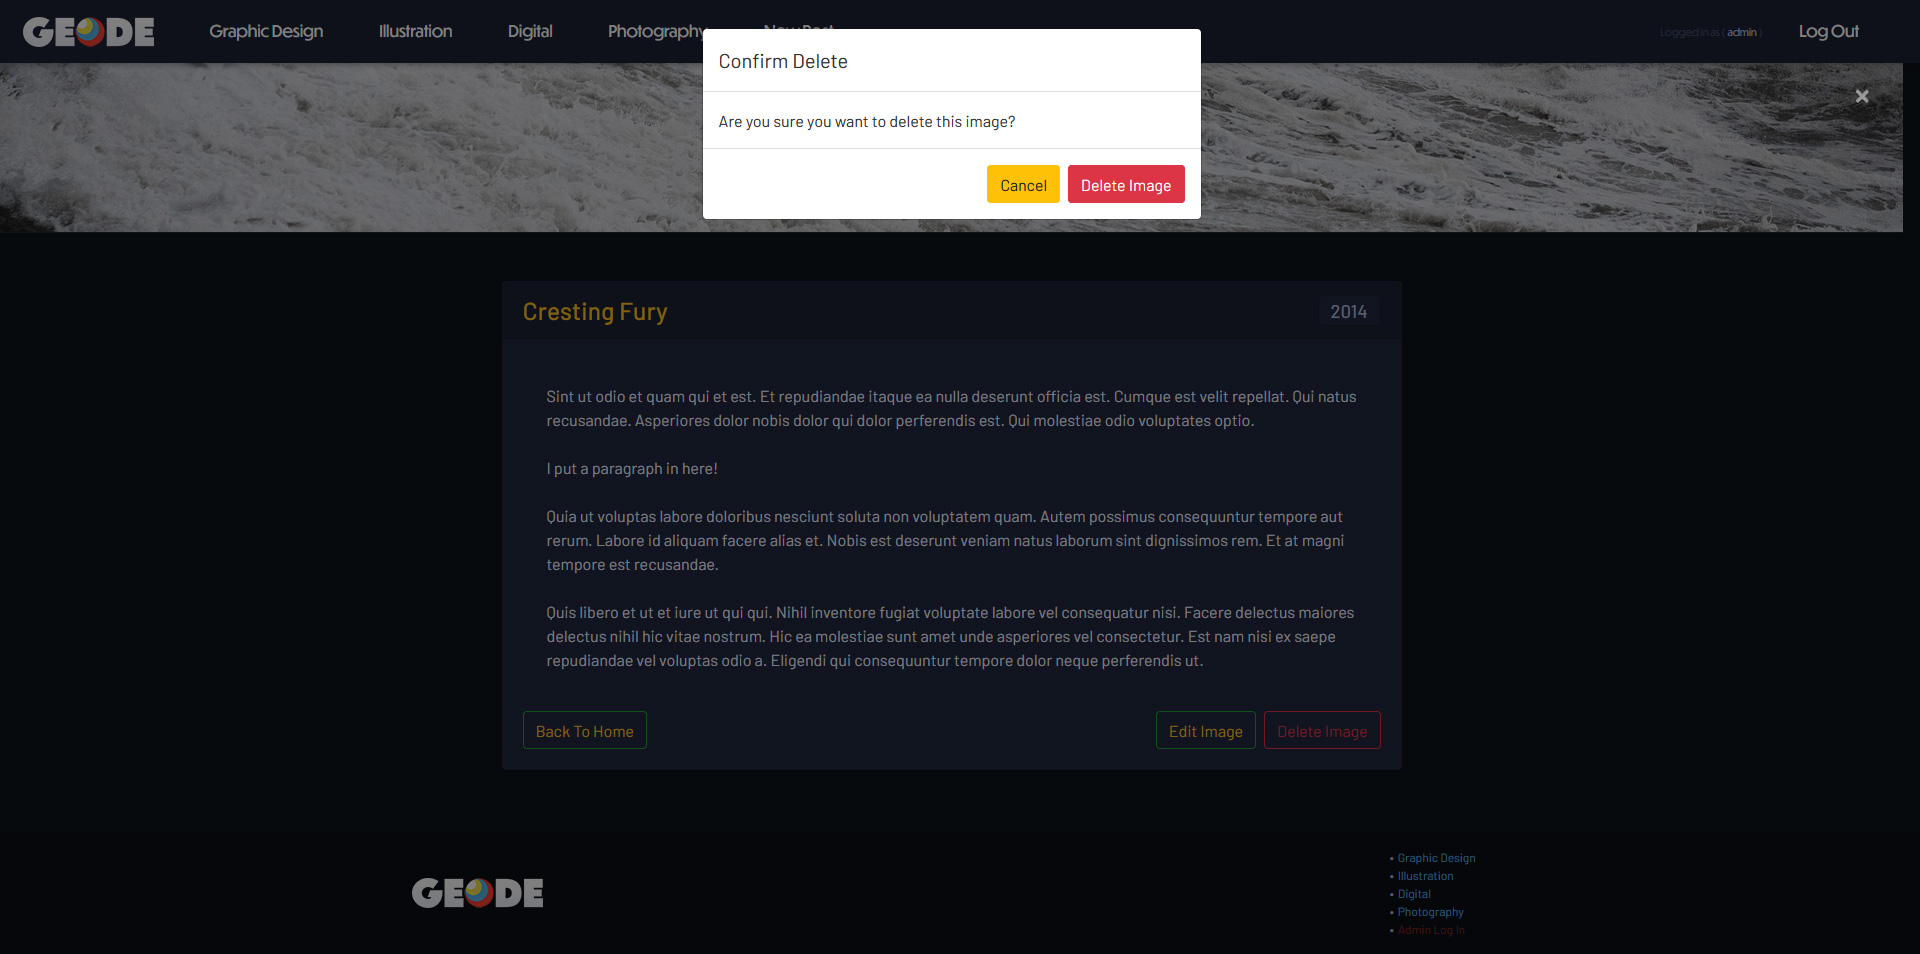 GEODE
Graphic Design
Illustration
Digital
Photography
New Post
Logged in as ( admin )
Log Out
Confirm Delete
×
Are you sure you want to delete this image?
Cancel
Delete Image
Cresting Fury
2014
Sint ut odio et quam qui et est. Et repudiandae itaque ea nulla deserunt officia est. Cumque est velit repellat. Qui natus
recusandae. Asperiores dolor nobis dolor qui dolor perferendis est. Qui molestiae odio voluptates optio.
I put a paragraph in here!
Quia ut voluptas labore doloribus nesciunt soluta non voluptatem quam. Autem possimus consequuntur tempore aut
rerum. Labore id aliquam facere alias et. Nobis est deserunt veniam natus laborum sint dignissimos rem. Et at magni
tempore est recusandae.
Quis libero et ut et iure ut qui qui. Nihil inventore fugiat voluptate labore vel consequatur nisi. Facere delectus maiores
delectus nihil hic vitae nostrum. Hic ea molestiae sunt amet unde asperiores vel consectetur. Est nam nisi ex saepe
repudiandae vel voluptas odio a. Eligendi qui consequuntur tempore dolor neque perferendis ut.
Back To Home
Edit Image
Delete Image
GEODE
• Graphic Design
• Illustration
• Digital
• Photography
• Admin Log In